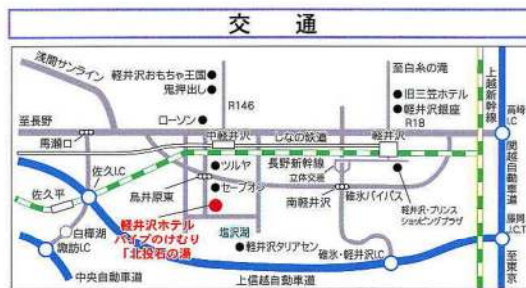 交通
浅間サンライン
軽井沢おもちゃ王国
鬼押出し
至白糸の滝
旧三笠ホテル
軽井沢銀座
R146
R18
上越新幹線
高崎I.C
至長野
ローソン
中軽井沢
しなの鉄道
軽井沢
馬瀬口
佐久I.C
ツルヤ
長野新幹線
立体交差
関越自動車道
佐久平
鳥井原東
セーブオン
南軽井沢
碓氷バイパス
軽井沢・プリンス
ショッピングプラザ
藤岡
J.C.T
軽井沢ホテル
パイプのけむり
「北投石の湯
塩沢湖
軽井沢タリアセン
白樺湖
諏訪I.C
碓氷・軽井沢I.C
至東京
中央自動車道
上信越自動車道